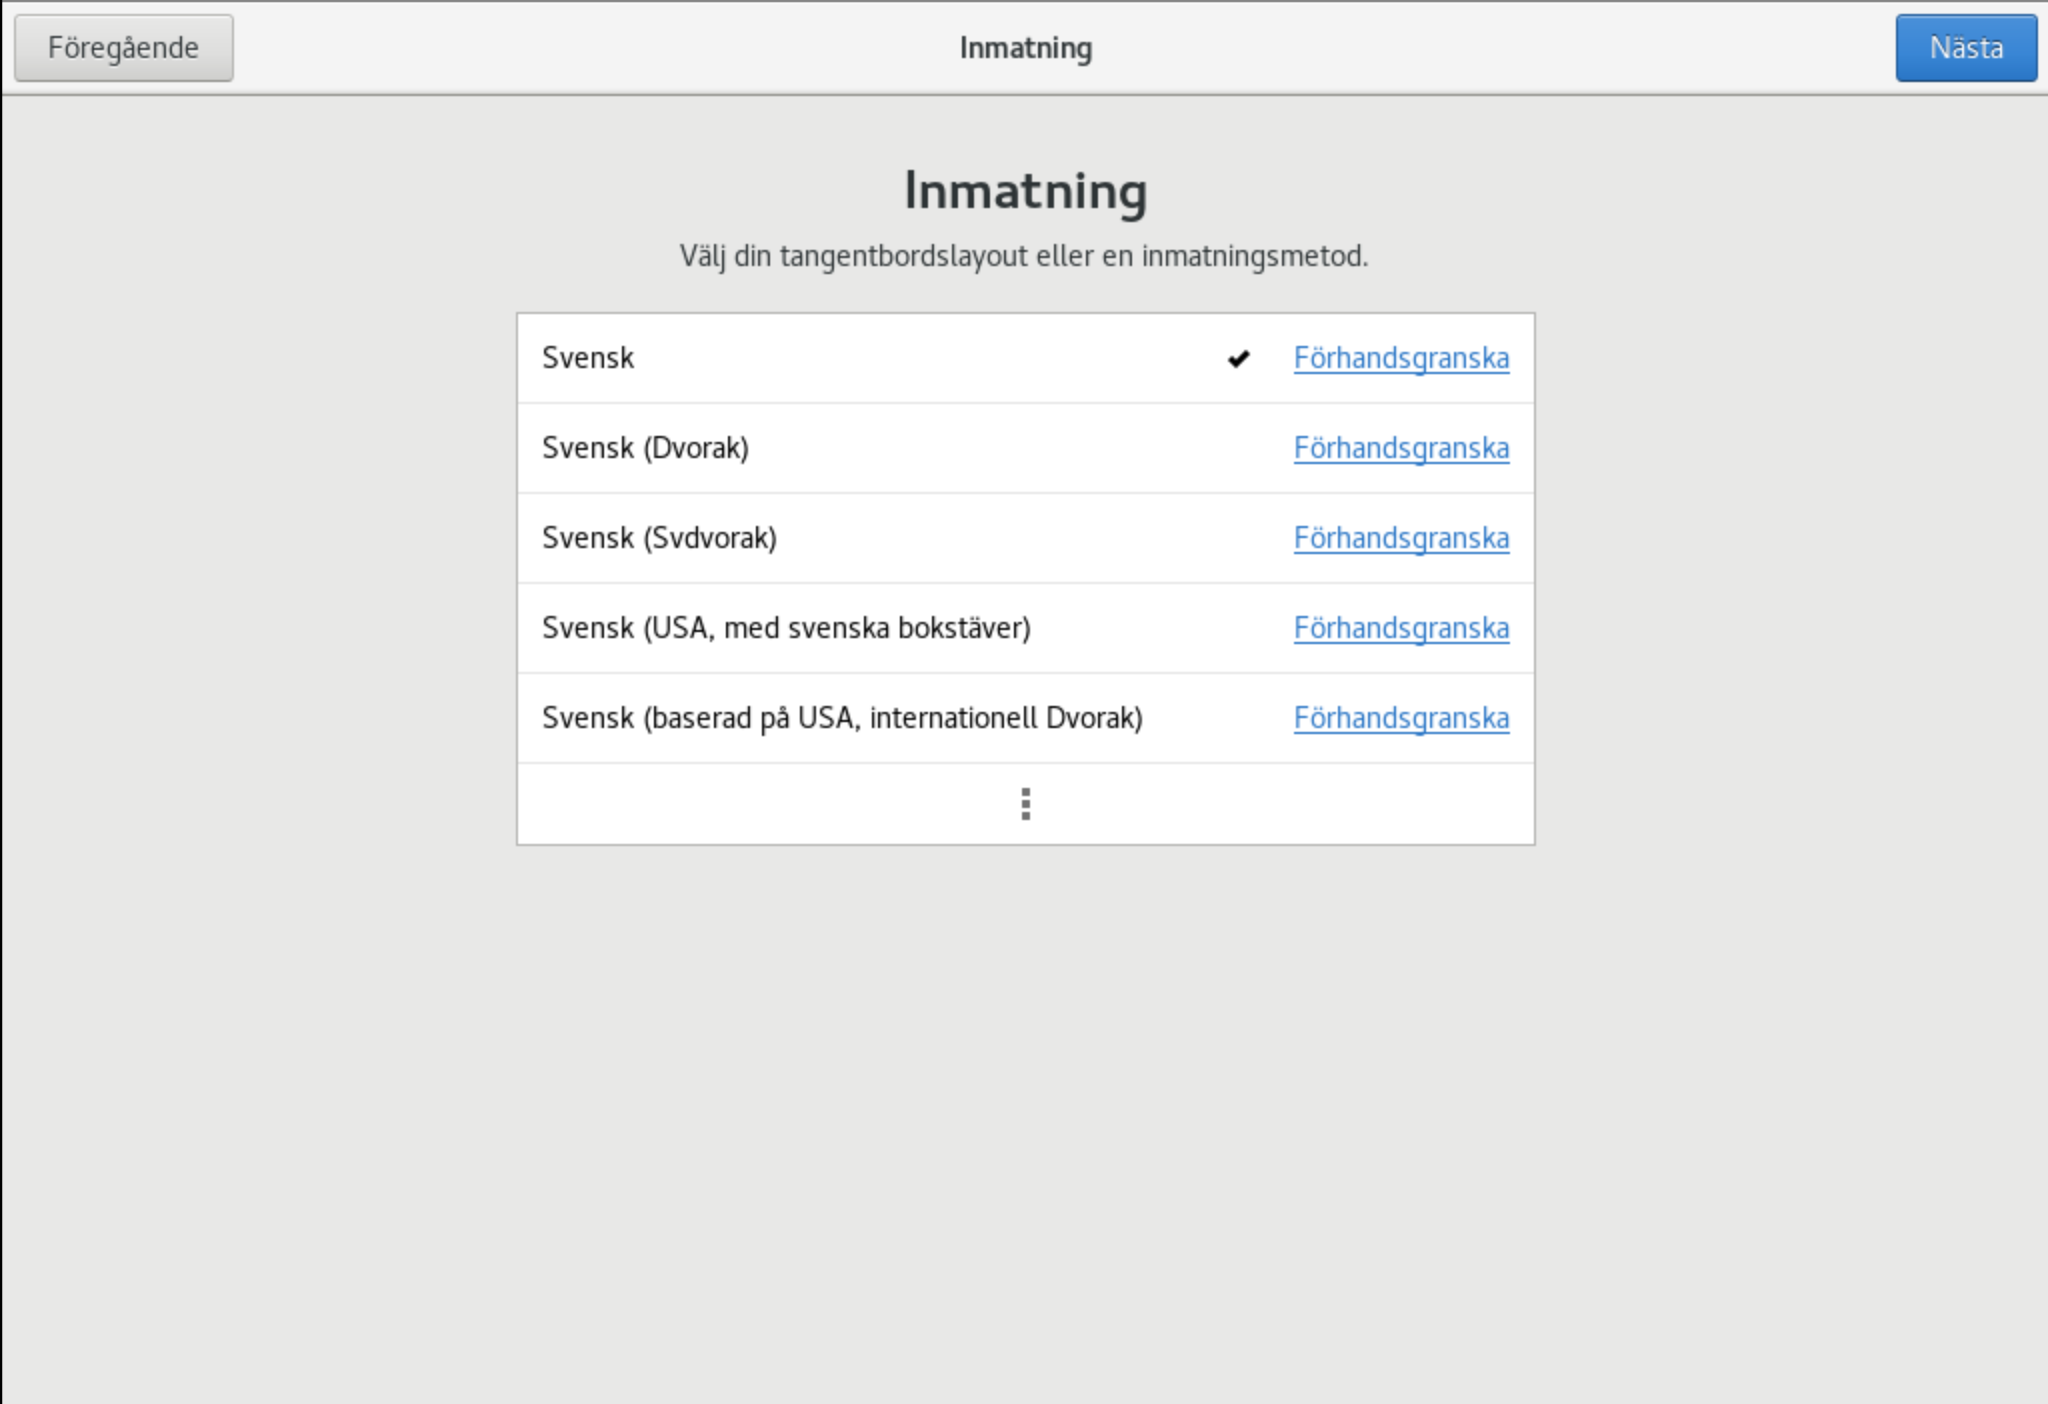 Föregående Inmatning Nästa
Inmatning
Välj din tangentbordslayout eller en inmatningsmetod.
Svensk Förhandsgranska
Svensk (Dvorak) Förhandsgranska
Svensk (Svdvorak) Förhandsgranska
Svensk (USA, med svenska bokstäver) Förhandsgranska
Svensk (baserad på USA, internationell Dvorak) Förhandsgranska